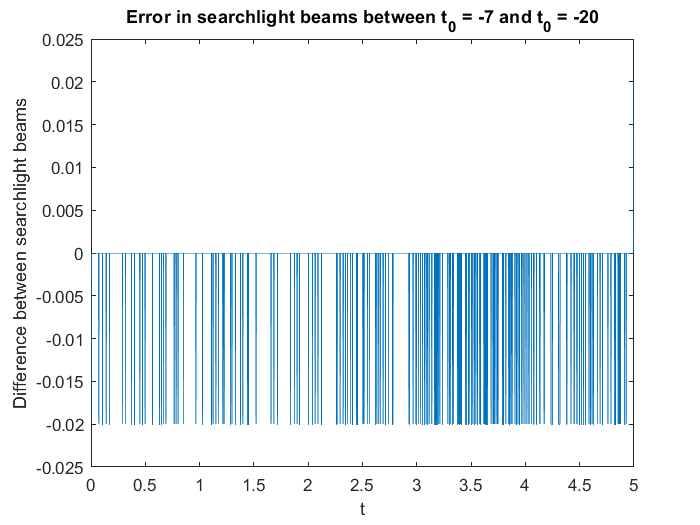 Error in searchlight beams between t0 = -7 and t0 = -20
0.025
0.02
0.015
0.01
0.005
0
-0.005
-0.01
-0.015
-0.02
-0.025
Difference between searchlight beams
0 0.5 1 1.5 2 2.5 3 3.5 4 4.5 5
t